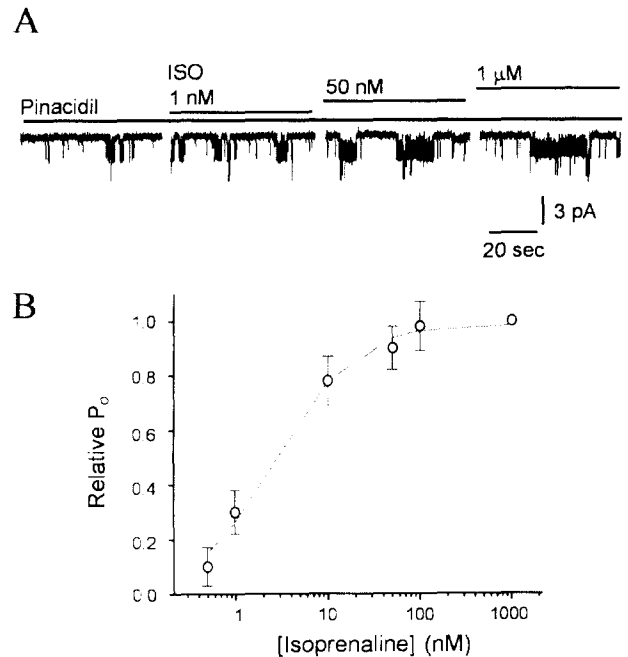 A
ISO
1 nM
50 nM
1 μM
Pinacidil
3 pA
20 sec
B
Relative Po
1.0
0.8
0.6
0.4
0.2
0.0
1
10
100
1000
[Isoprenaline] (nM)